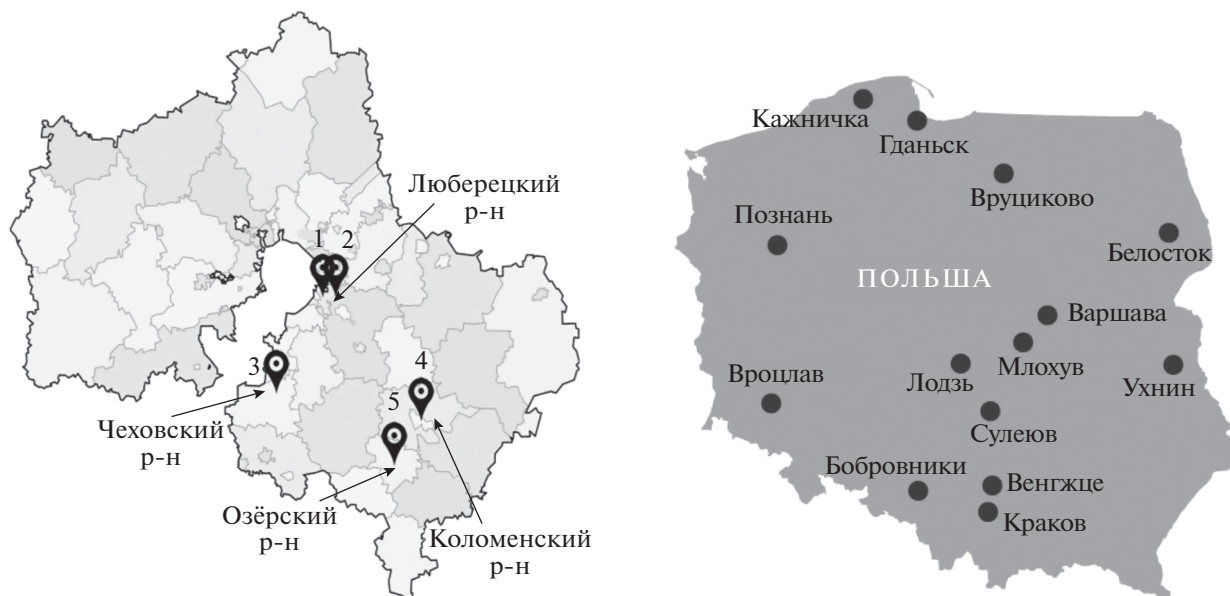 Люберецкий
р-н
1 2
3
4
5
Чеховский
р-н
Озёрский
р-н
Коломенский
р-н
Кажничка
Гданьск
Вруциково
Познань
Белосток
ПОЛЬША
Варшава
Млохув
Лодзь
Ухнин
Вроцлав
Сулеюв
Бобровники
Венгжце
Краков